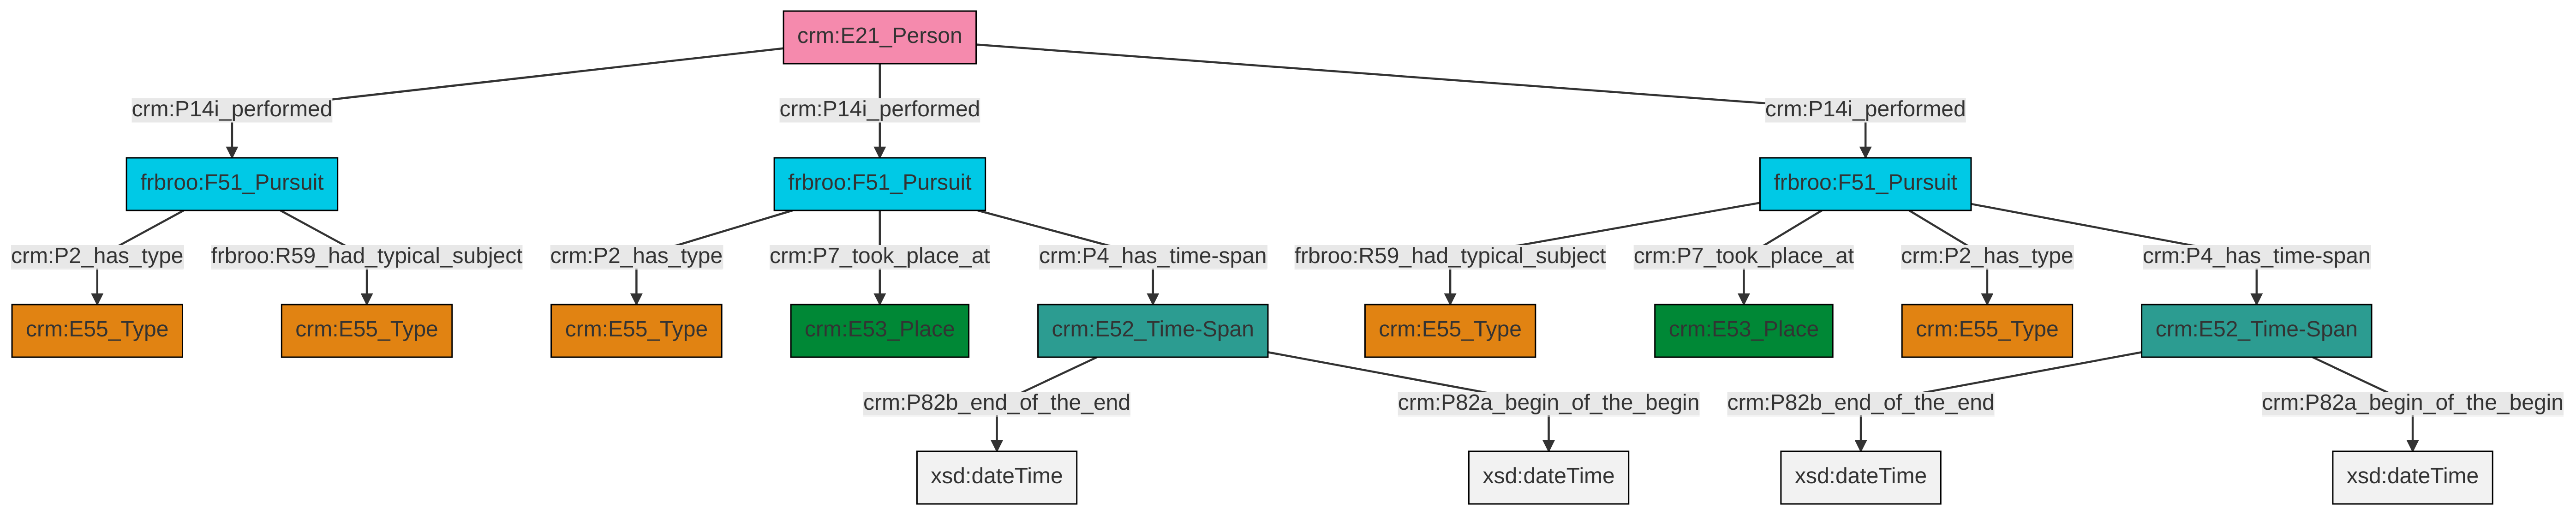 crm:E21_Person
crm:P14i_performed crm:P14i_performed crm:P14i_performed
frbroo:F51_Pursuit frbroo:F51_Pursuit frbroo:F51_Pursuit
crm:P2_has_type frbroo:R59_had_typical_subject crm:P2_has_type crm:P7_took_place_at crm:P4_has_time-span frbroo:R59_had_typical_subject crm:P7_took_place_at crm:P2_has_type crm:P4_has_time-span
crm:E55_Type crm:E55_Type crm:E55_Type crm:E53_Place crm:E52_Time-Span crm:E55_Type crm:E53_Place crm:E55_Type crm:E52_Time-Span
crm:P82b_end_of_the_end crm:P82a_begin_of_the_begin crm:P82b_end_of_the_end crm:P82a_begin_of_the_begin
xsd:dateTime xsd:dateTime xsd:dateTime xsd:dateTime